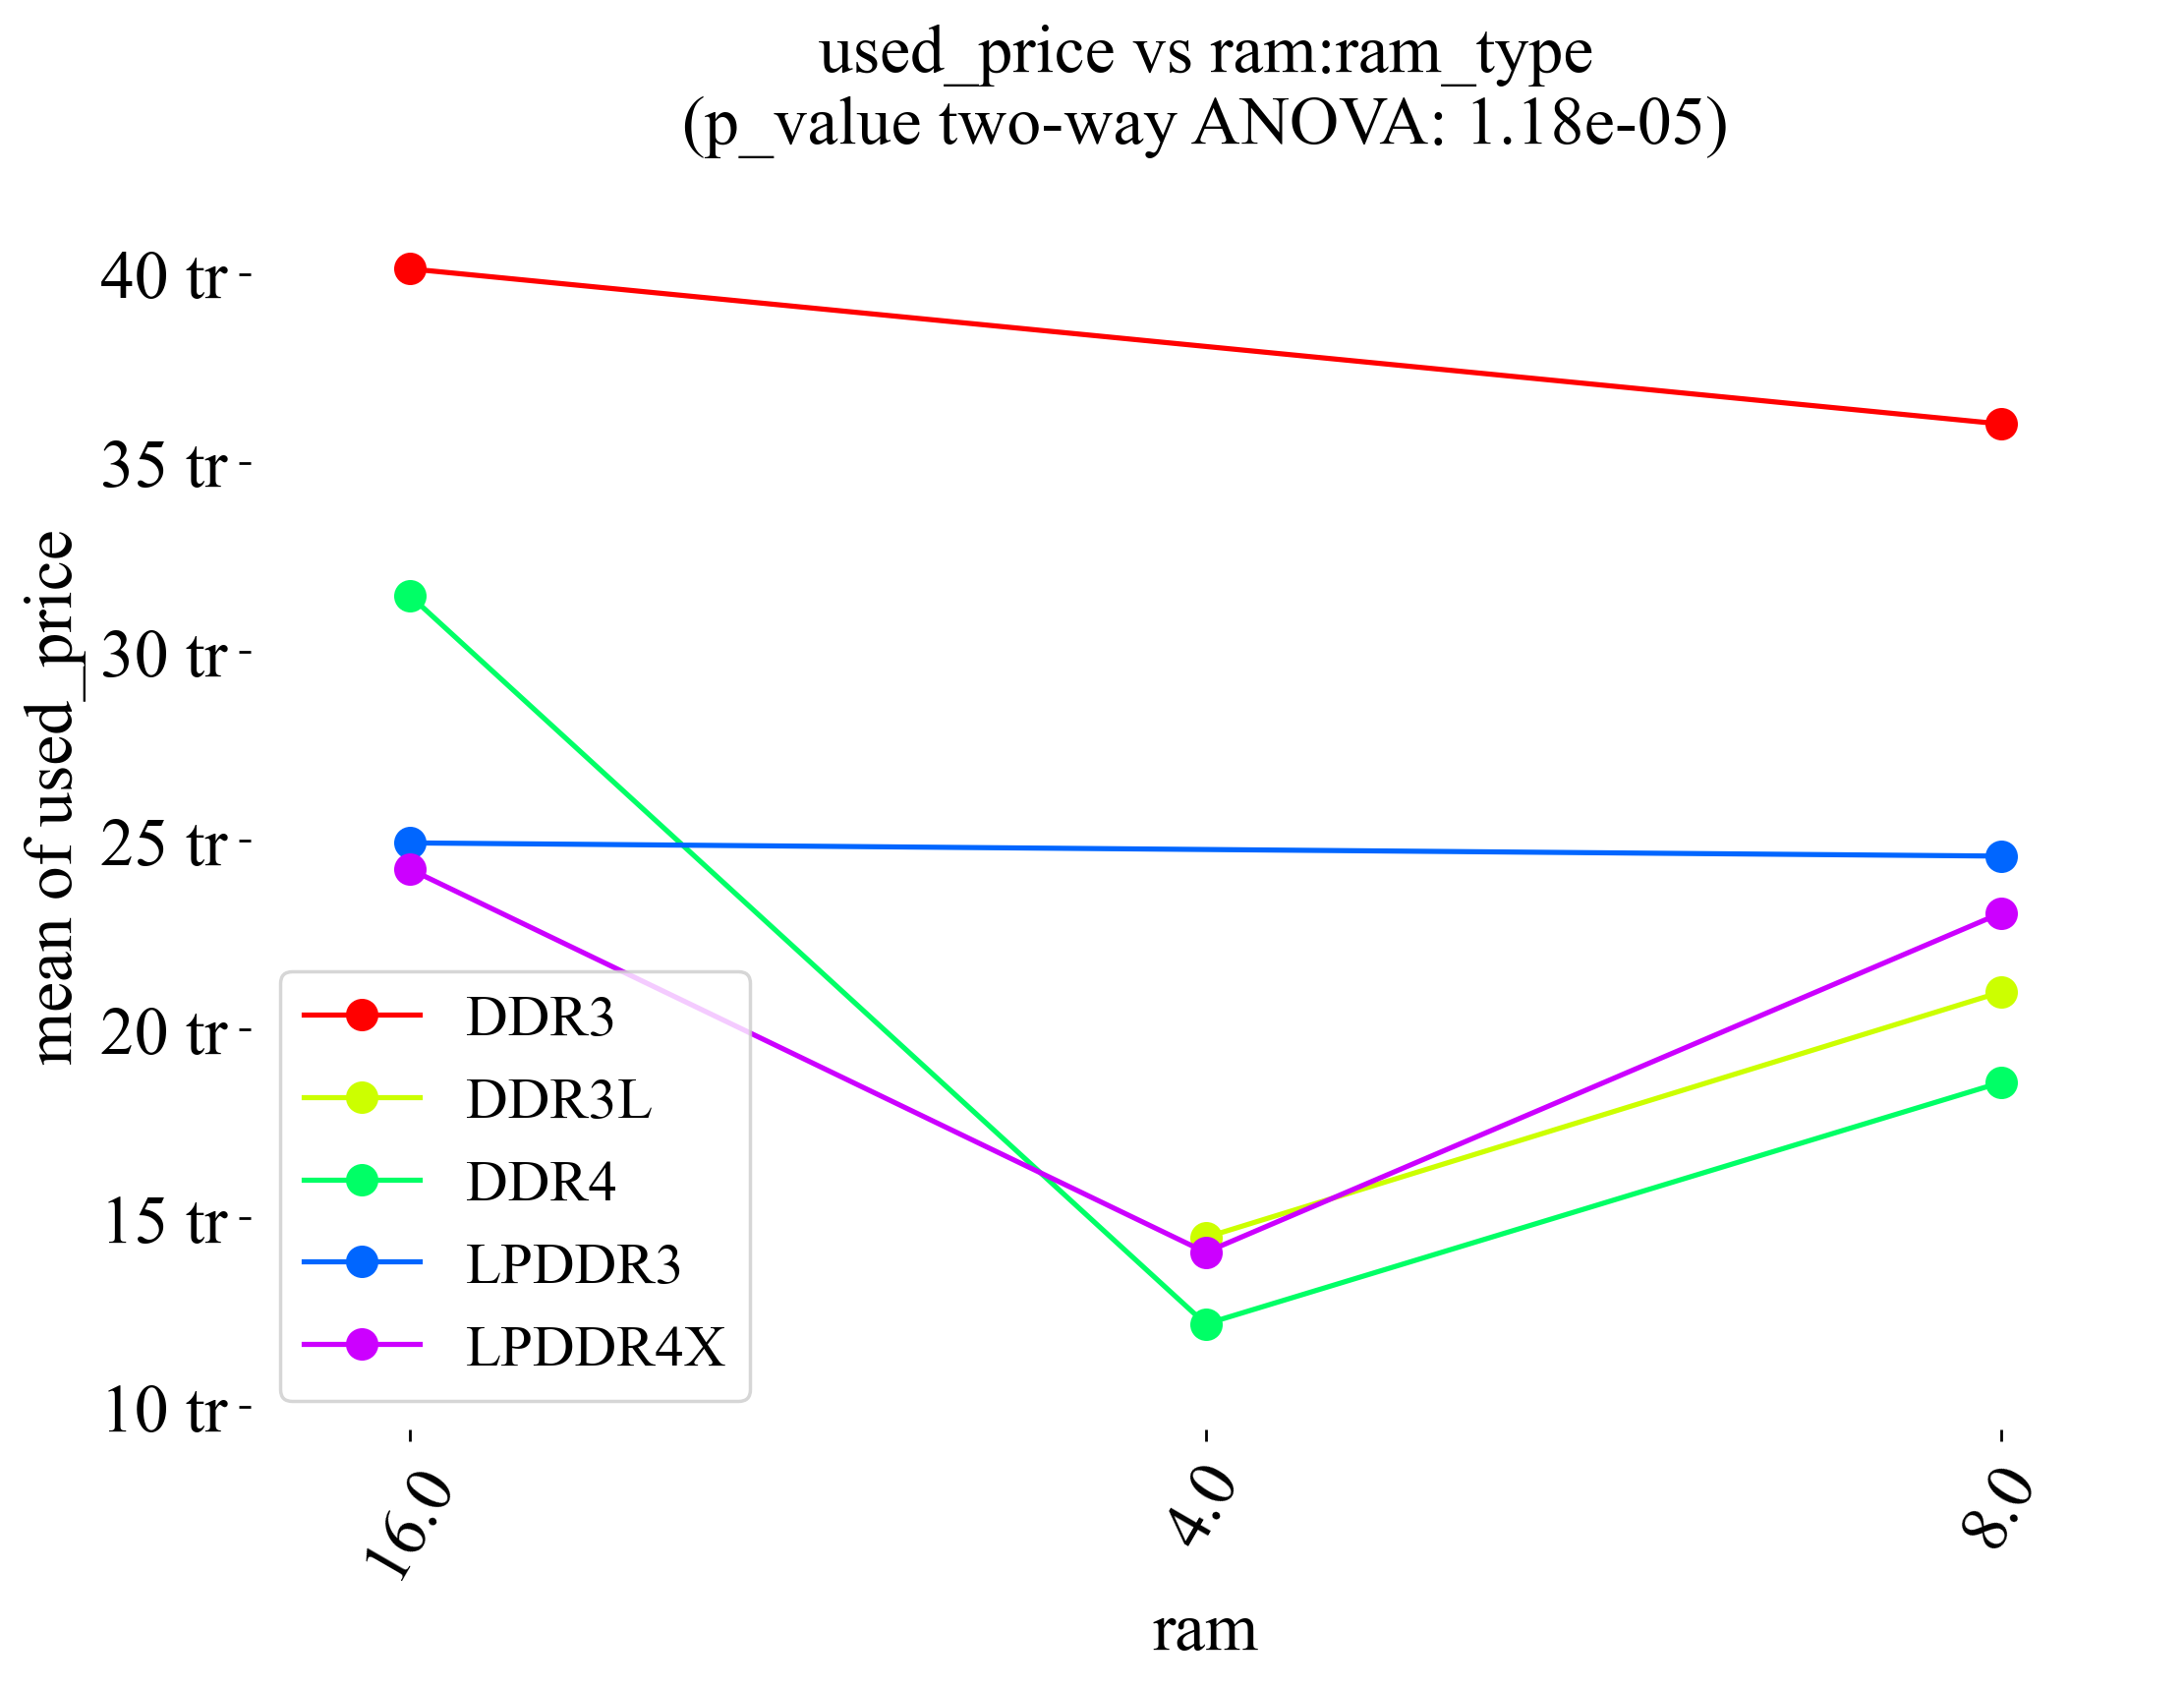 used_price vs ram:ram_type
(p_value two-way ANOVA: 1.18e-05)
mean of used_price
40 tr
35 tr
30 tr
25 tr
20 tr
15 tr
10 tr
DDR3
DDR3L
DDR4
LPDDR3
LPDDR4X
16.0
4.0
8.0
ram